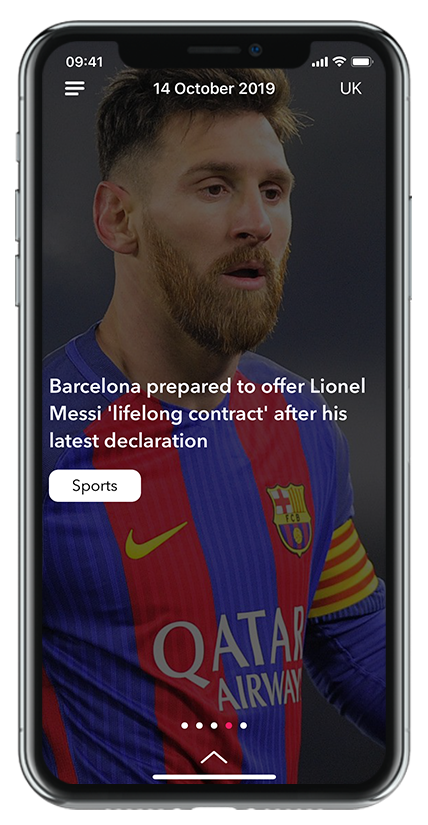 09:41
14 October 2019
UK
Barcelona prepared to offer Lionel
Messi 'lifelong contract' after his
latest declaration
Sports
FCB
QATAR
AIRWAY